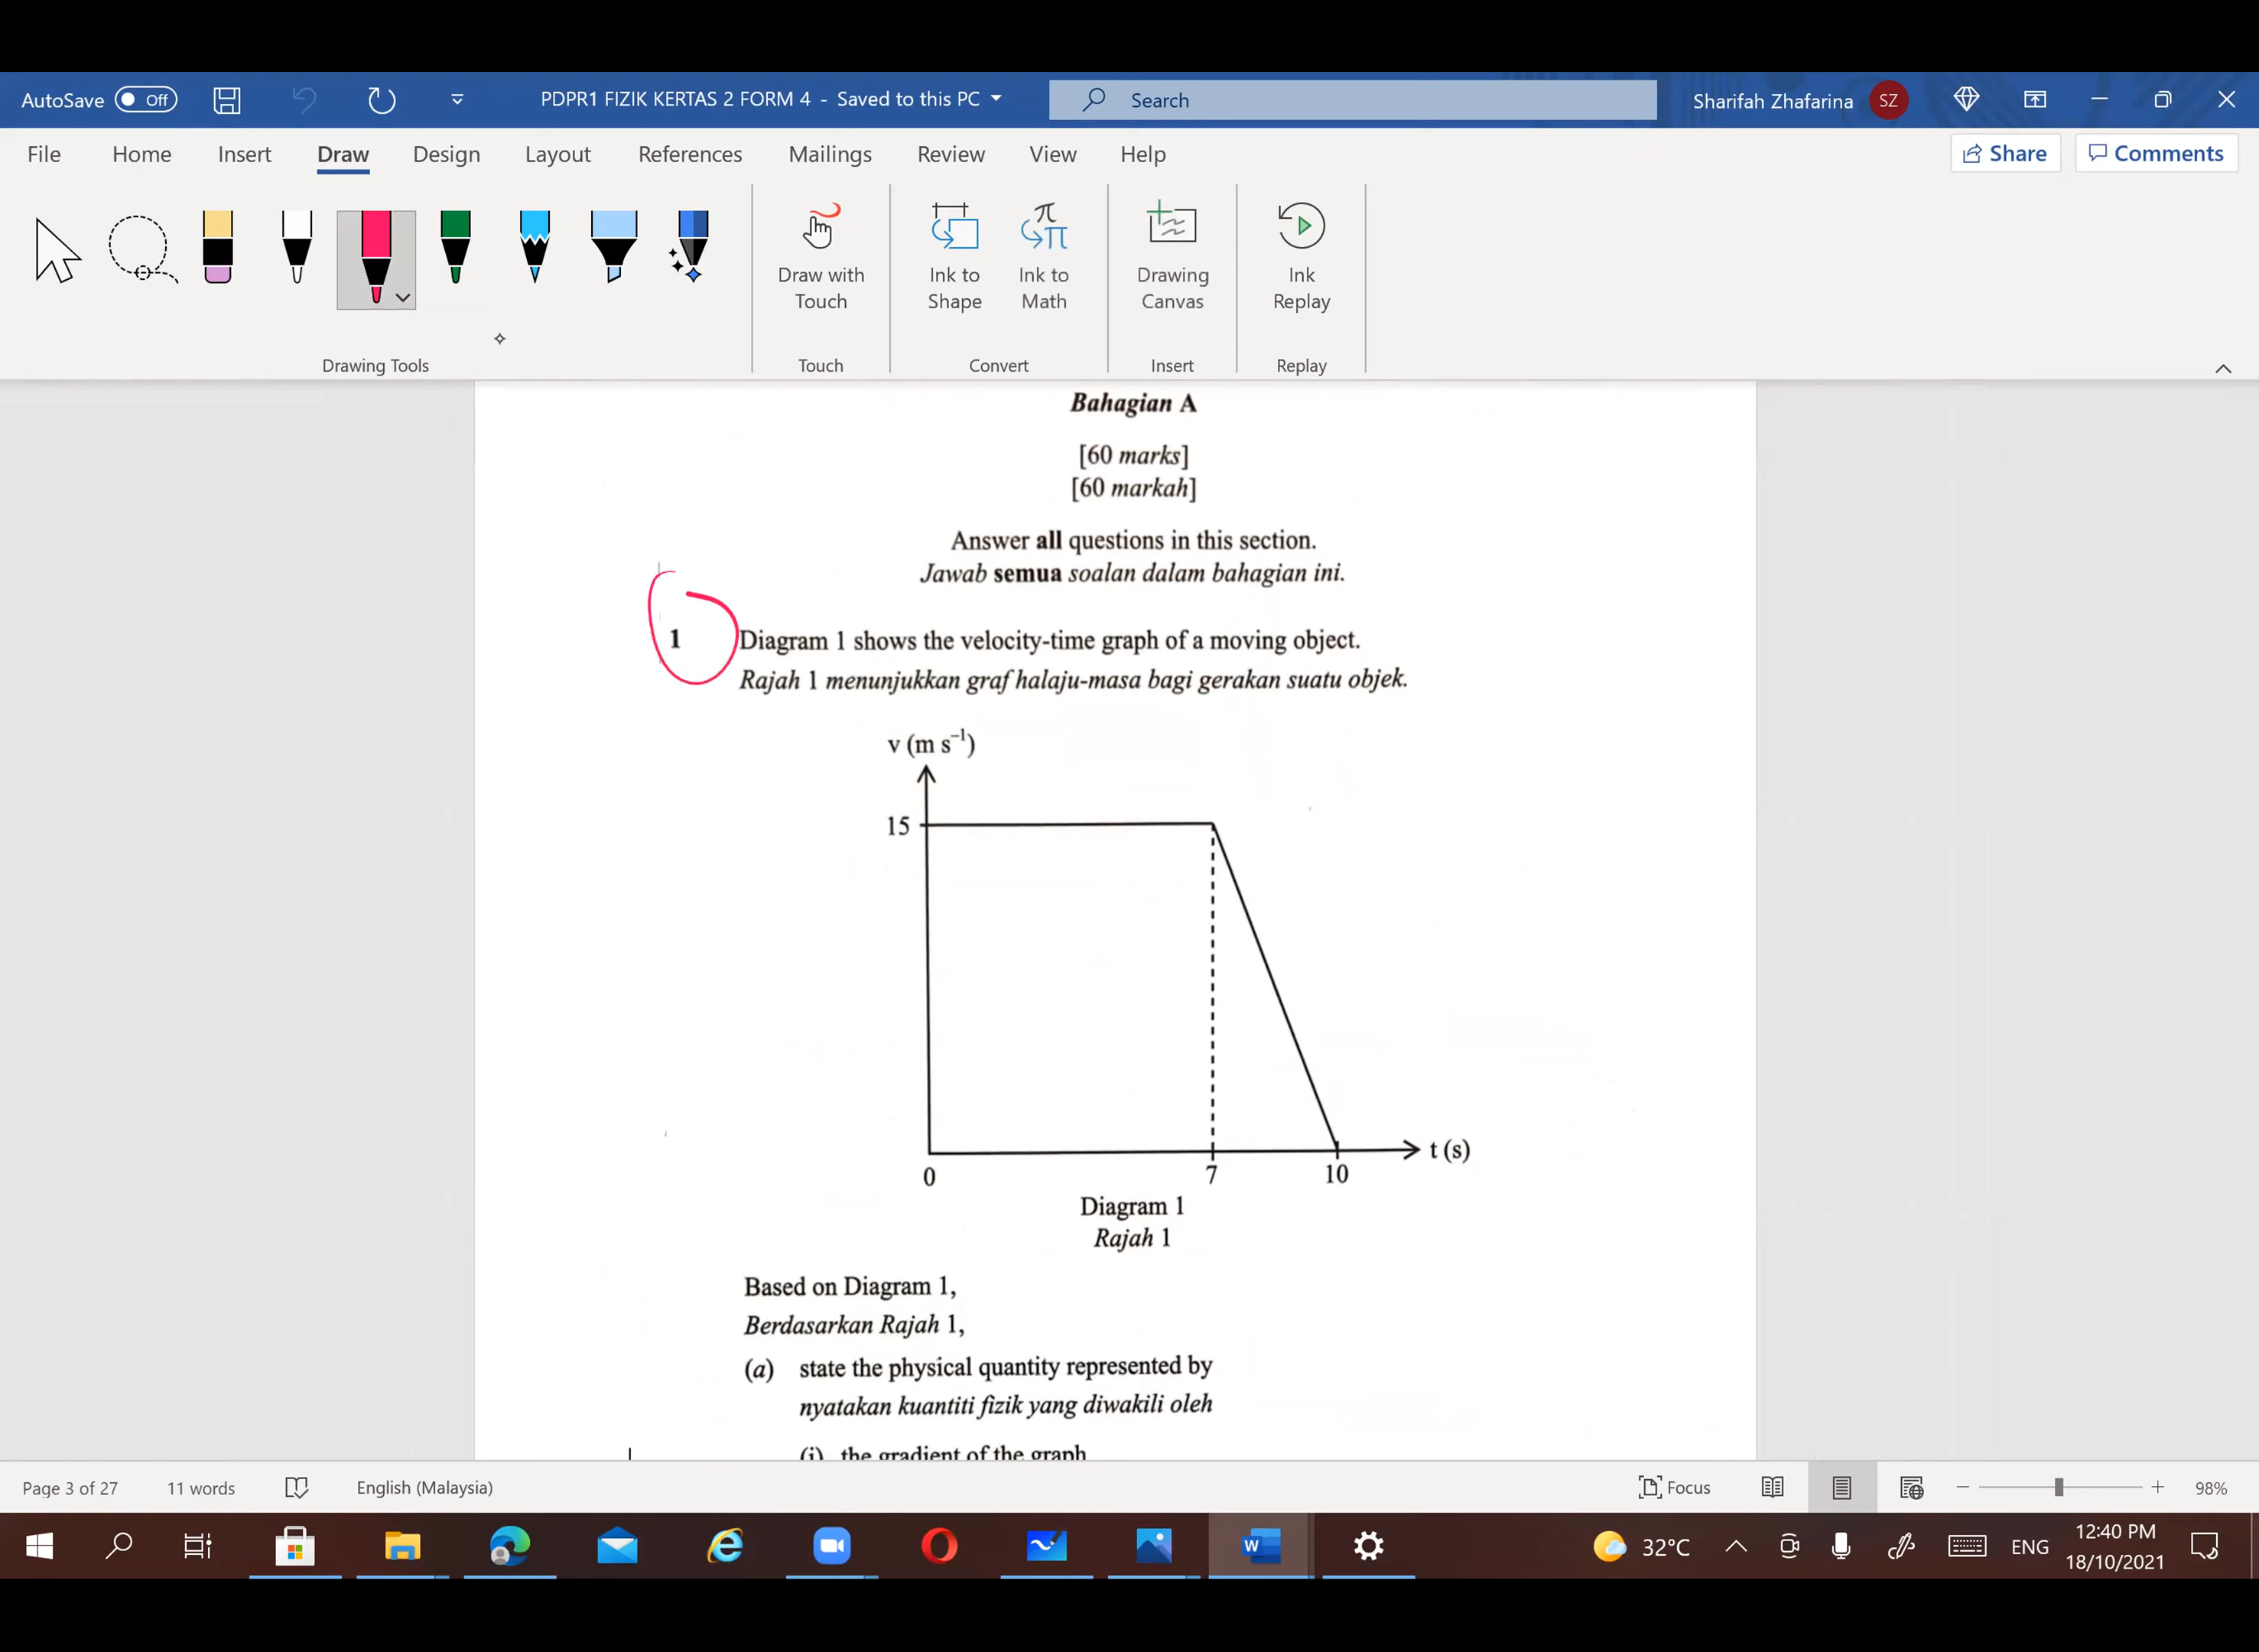 AutoSave Off PDPR1 FIZIK KERTAS 2 FORM 4 - Saved to this PC Search Sharifah Zhafarina SZ
File Home Insert Draw Design Layout References Mailings Review View Help Share Comments
Draw with Touch
Ink to Shape
Ink to Math
Drawing Canvas
Ink Replay
Drawing Tools Touch Convert Insert Replay
Bahagian A
[60 marks]
[60 markah]
Answer all questions in this section.
Jawab semua soalan dalam bahagian ini.
1 Diagram 1 shows the velocity-time graph of a moving object.
Rajah 1 menunjukkan graf halaju-masa bagi gerakan suatu objek.
v (m s⁻¹)
15
t (s)
0 7 10
Diagram 1
Rajah 1
Based on Diagram 1,
Berdasarkan Rajah 1,
(a) state the physical quantity represented by
nyatakan kuantiti fizik yang diwakili oleh
(i) the gradient of the graph
Page 3 of 27 11 words English (Malaysia) Focus 98%
32°C ENG 12:40 PM
18/10/2021